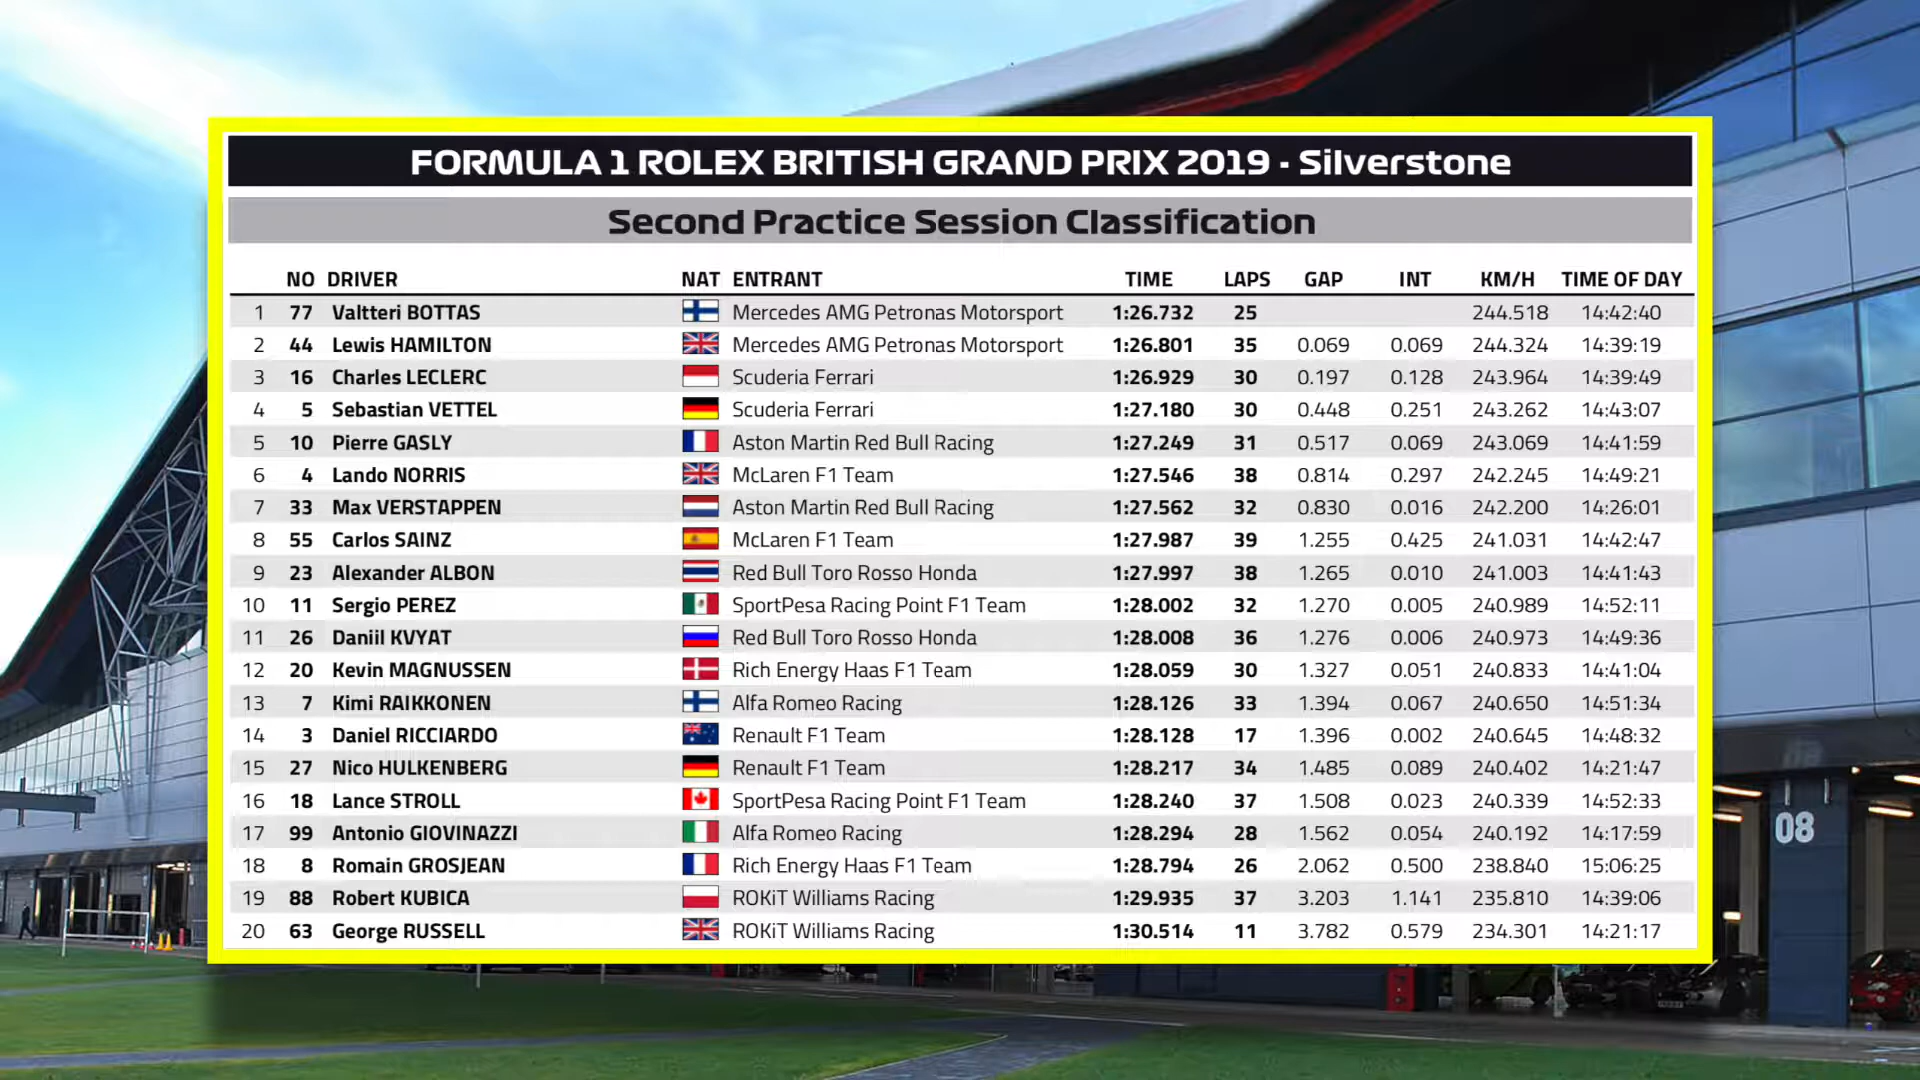 FORMULA 1 ROLEX BRITISH GRAND PRIX 2019 - Silverstone
Second Practice Session Classification
NO DRIVER NAT ENTRANT TIME LAPS GAP INT KM/H TIME OF DAY
1 77 Valtteri BOTTAS Mercedes AMG Petronas Motorsport 1:26.732 25 244.518 14:42:40
2 44 Lewis HAMILTON Mercedes AMG Petronas Motorsport 1:26.801 35 0.069 0.069 244.324 14:39:19
3 16 Charles LECLERC Scuderia Ferrari 1:26.929 30 0.197 0.128 243.964 14:39:49
4 5 Sebastian VETTEL Scuderia Ferrari 1:27.180 30 0.448 0.251 243.262 14:43:07
5 10 Pierre GASLY Aston Martin Red Bull Racing 1:27.249 31 0.517 0.069 243.069 14:41:59
6 4 Lando NORRIS McLaren F1 Team 1:27.546 38 0.814 0.297 242.245 14:49:21
7 33 Max VERSTAPPEN Aston Martin Red Bull Racing 1:27.562 32 0.830 0.016 242.200 14:26:01
8 55 Carlos SAINZ McLaren F1 Team 1:27.987 39 1.255 0.425 241.031 14:42:47
9 23 Alexander ALBON Red Bull Toro Rosso Honda 1:27.997 38 1.265 0.010 241.003 14:41:43
10 11 Sergio PEREZ SportPesa Racing Point F1 Team 1:28.002 32 1.270 0.005 240.989 14:52:11
11 26 Daniil KVYAT Red Bull Toro Rosso Honda 1:28.008 36 1.276 0.006 240.973 14:49:36
12 20 Kevin MAGNUSSEN Rich Energy Haas F1 Team 1:28.059 30 1.327 0.051 240.833 14:41:04
13 7 Kimi RAIKKONEN Alfa Romeo Racing 1:28.126 33 1.394 0.067 240.650 14:51:34
14 3 Daniel RICCIARDO Renault F1 Team 1:28.128 17 1.396 0.002 240.645 14:48:32
15 27 Nico HULKENBERG Renault F1 Team 1:28.217 34 1.485 0.089 240.402 14:21:47
16 18 Lance STROLL SportPesa Racing Point F1 Team 1:28.240 37 1.508 0.023 240.339 14:52:33
17 99 Antonio GIOVINAZZI Alfa Romeo Racing 1:28.294 28 1.562 0.054 240.192 14:17:59
18 8 Romain GROSJEAN Rich Energy Haas F1 Team 1:28.794 26 2.062 0.500 238.840 15:06:25
19 88 Robert KUBICA ROKiT Williams Racing 1:29.935 37 3.203 1.141 235.810 14:39:06
20 63 George RUSSELL ROKiT Williams Racing 1:30.514 11 3.782 0.579 234.301 14:21:17
08